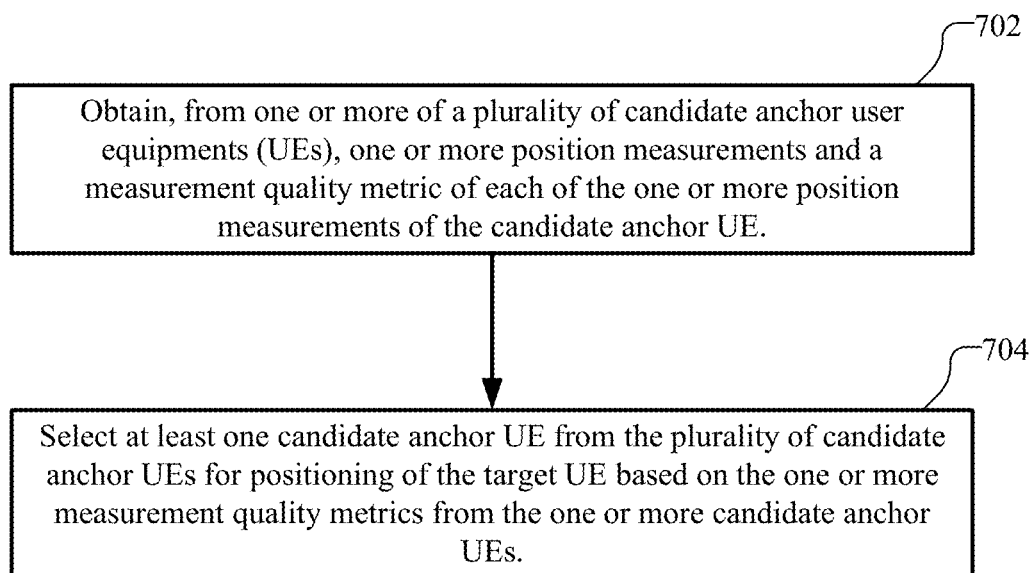 702
Obtain, from one or more of a plurality of candidate anchor user
equipments (UEs), one or more position measurements and a
measurement quality metric of each of the one or more position
measurements of the candidate anchor UE.
704
Select at least one candidate anchor UE from the plurality of candidate
anchor UEs for positioning of the target UE based on the one or more
measurement quality metrics from the one or more candidate anchor
UEs.